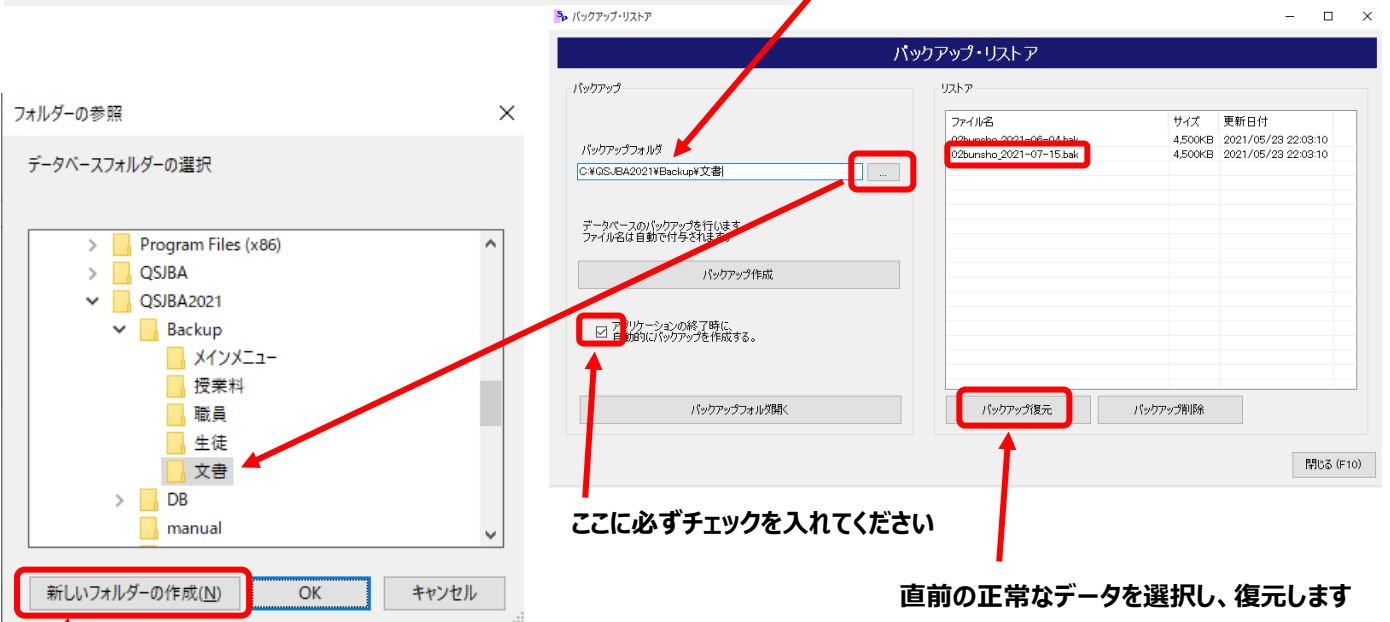 バックアップ・リストア
バックアップ・リストア
フォルダーの参照
データベースフォルダーの選択
Program Files (x86)
QSJBA
QSJBA2021
Backup
メインメニュー
授業料
職員
生徒
文書
DB
manual
新しいフォルダーの作成(N)
OK
キャンセル
バックアップ
バックアップフォルダ
C:¥QSJBA2021¥Backup¥文書
...
データベースのバックアップを行います
ファイル名は自動で付与されます。
バックアップ作成
アプリケーションの終了時に、
自動的にバックアップを作成する。
バックアップフォルダ開く
リストア
ファイル名 サイズ 更新日付
02bunsho_2021-06-04.bak 4,500KB 2021/05/23 22:03:10
02bunsho_2021-07-15.bak 4,500KB 2021/05/23 22:03:10
バックアップ復元
バックアップ削除
閉じる (F10)
ここに必ずチェックを入れてください
直前の正常なデータを選択し、復元します